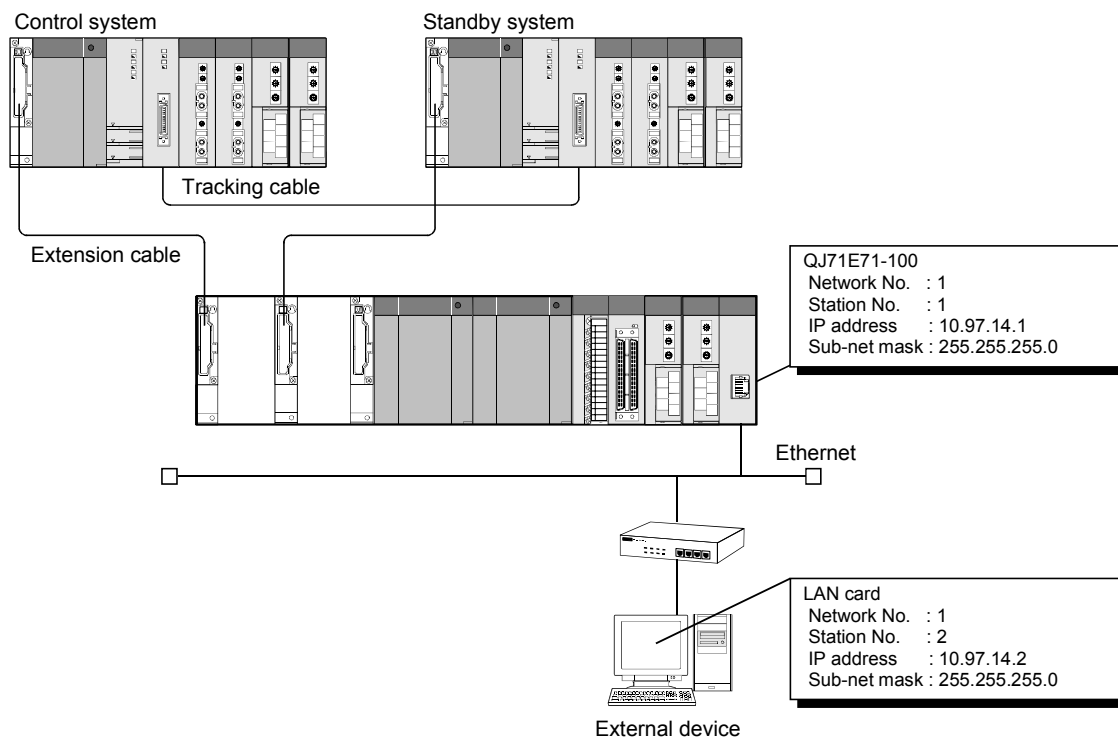 Control system
Standby system
Tracking cable
Extension cable
QJ71E71-100
Network No. : 1
Station No. : 1
IP address : 10.97.14.1
Sub-net mask : 255.255.255.0
Ethernet
LAN card
Network No. : 1
Station No. : 2
IP address : 10.97.14.2
Sub-net mask : 255.255.255.0
External device